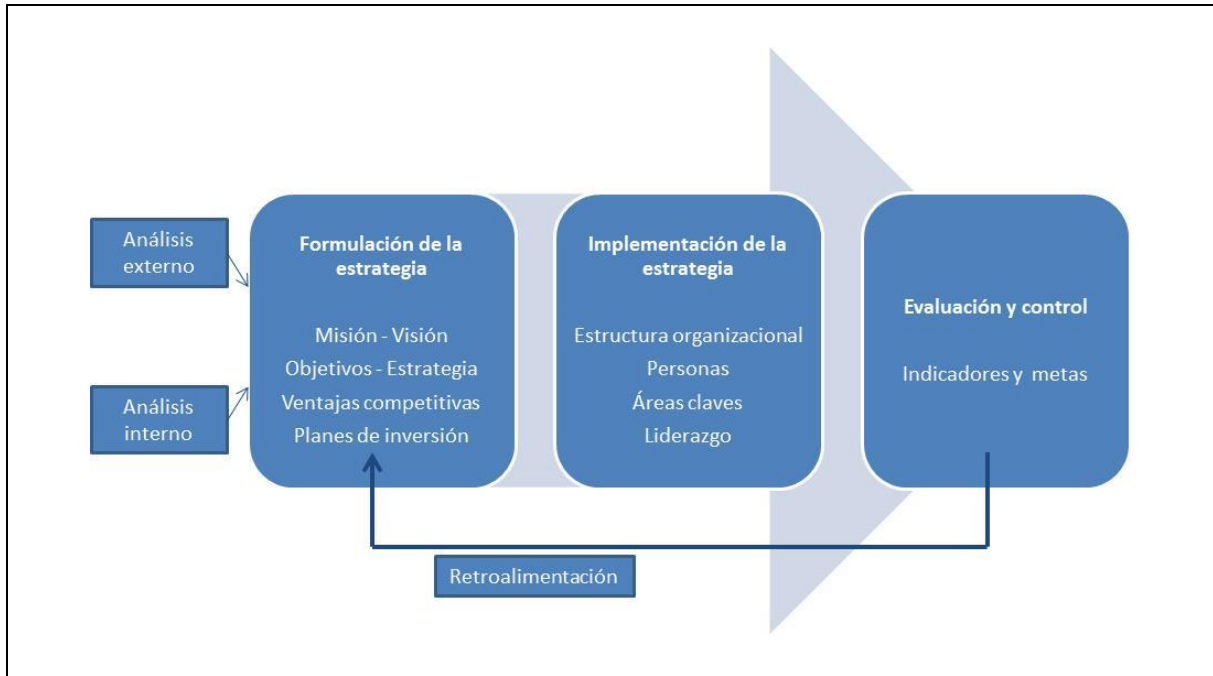 Análisis
externo
Análisis
interno
Formulación de la
estrategia
Misión - Visión
Objetivos - Estrategia
Ventajas competitivas
Planes de inversión
Implementación de la
estrategia
Estructura organizacional
Personas
Áreas claves
Liderazgo
Evaluación y control
Indicadores y metas
Retroalimentación